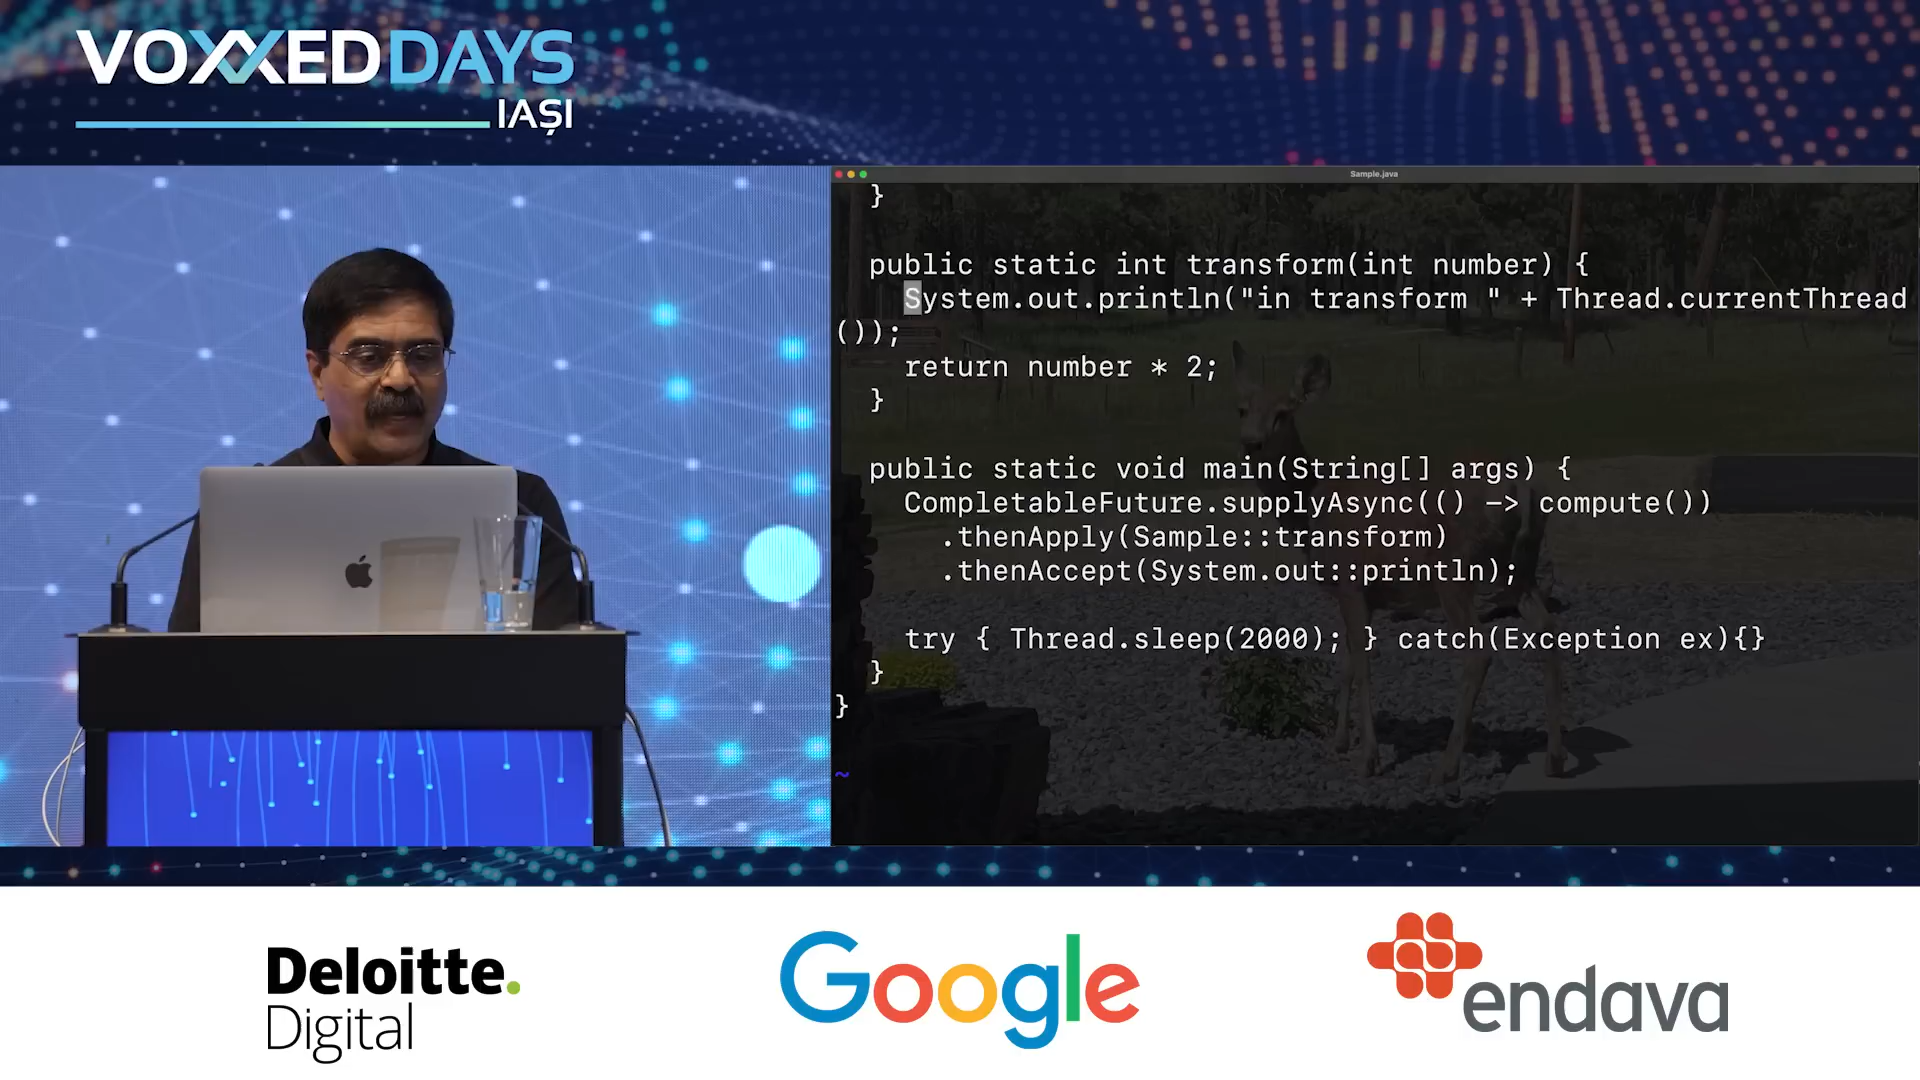 VOXXEDDAYS
IAȘI
Sample.java
}
public static int transform(int number) {
System.out.println("in transform " + Thread.currentThread
());
return number * 2;
}
public static void main(String[] args) {
CompletableFuture.supplyAsync(() -> compute())
.thenApply(Sample::transform)
.thenAccept(System.out::println);
try { Thread.sleep(2000); } catch(Exception ex){}
}
}
~
Deloitte.
Digital
Google
endava